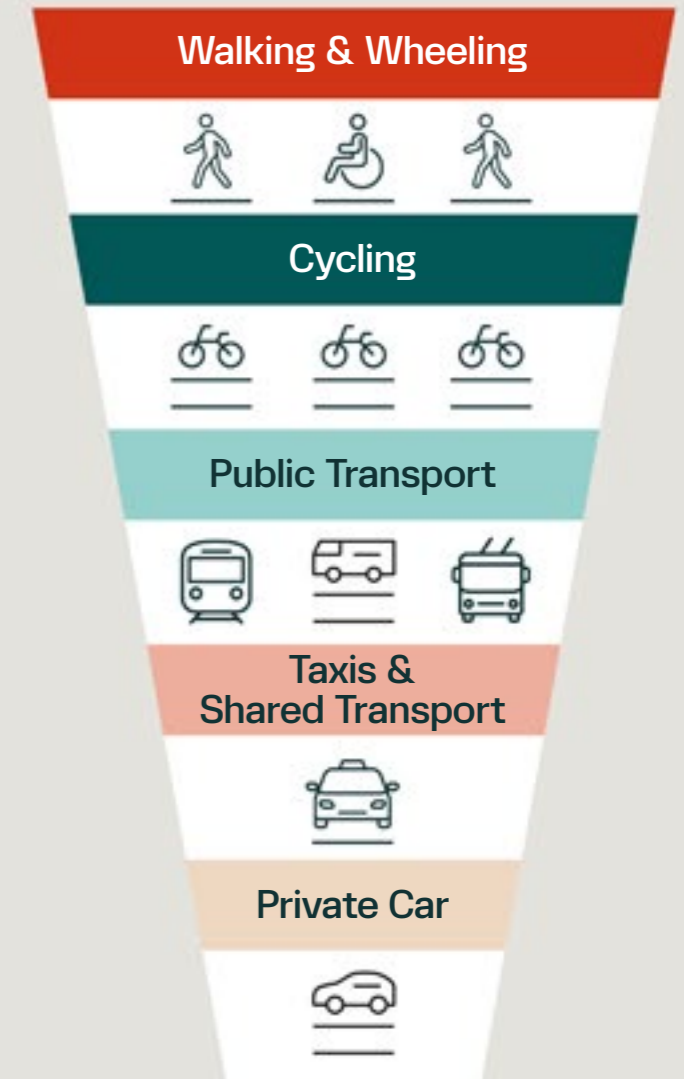 Walking & Wheeling
Cycling
Public Transport
Taxis &
Shared Transport
Private Car